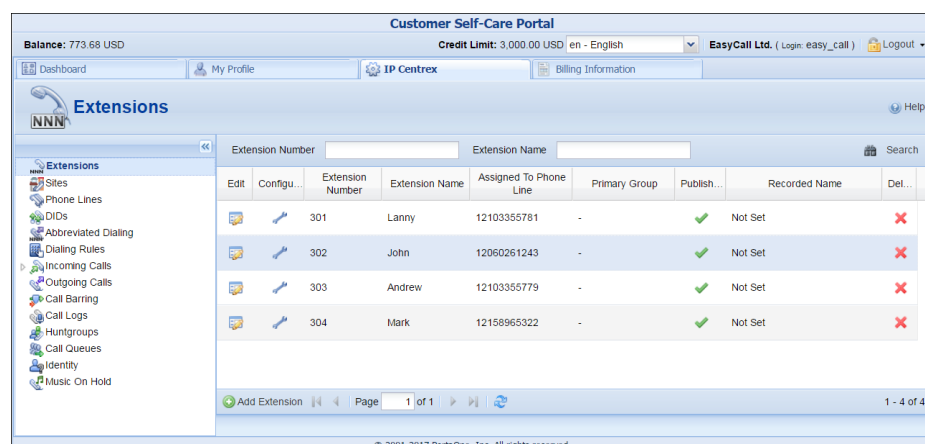 Customer Self-Care Portal
Balance: 773.68 USD Credit Limit: 3,000.00 USD en - English EasyCall Ltd. ( Login: easy_call ) Logout
Dashboard My Profile IP Centrex Billing Information
NNN Extensions Help
Extension Number Extension Name Search
Extensions
Sites
Phone Lines
DIDs
Abbreviated Dialing
Dialing Rules
Incoming Calls
Outgoing Calls
Call Barring
Call Logs
Huntgroups
Call Queues
Identity
Music On Hold
Edit Configu... Extension Number Extension Name Assigned To Phone Line Primary Group Publish... Recorded Name Del...
301 Lanny 12103355781 - Not Set
302 John 12060261243 - Not Set
303 Andrew 12103355779 - Not Set
304 Mark 12158965322 - Not Set
Add Extension Page 1 of 1 1 - 4 of 4